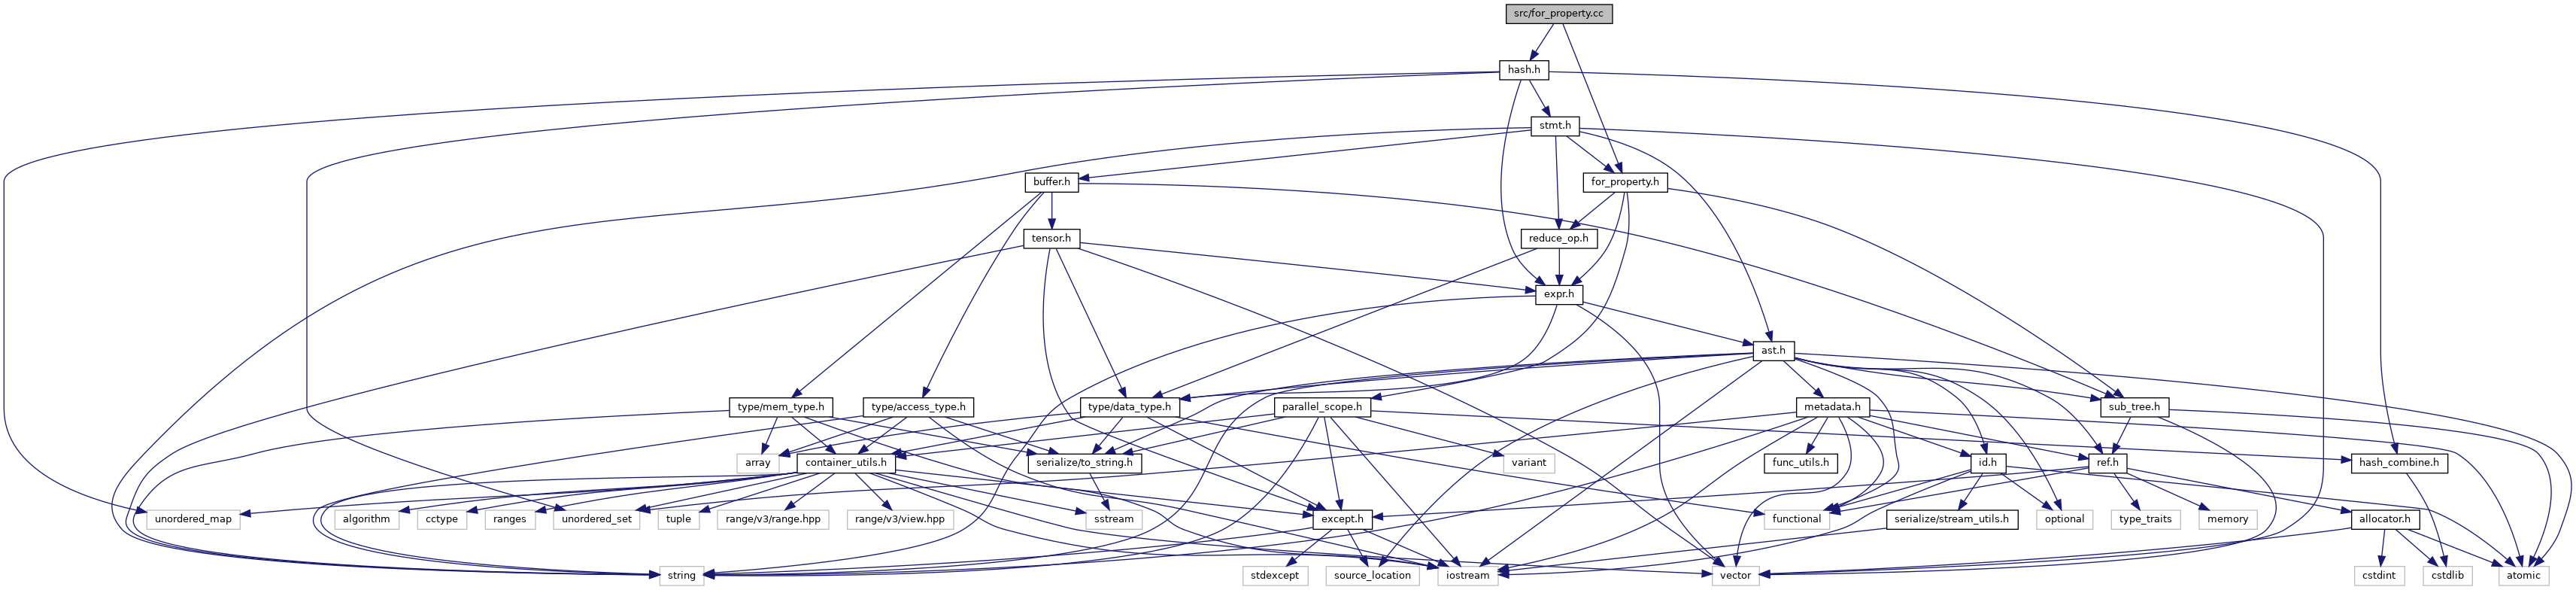 src/for_property.cc
hash.h
stmt.h
buffer.h
for_property.h
tensor.h
reduce_op.h
expr.h
ast.h
type/mem_type.h
type/access_type.h
type/data_type.h
parallel_scope.h
metadata.h
sub_tree.h
array
container_utils.h
serialize/to_string.h
variant
func_utils.h
id.h
ref.h
hash_combine.h
unordered_map
algorithm
cctype
ranges
unordered_set
tuple
range/v3/range.hpp
range/v3/view.hpp
sstream
except.h
functional
serialize/stream_utils.h
optional
type_traits
memory
allocator.h
string
stdexcept
source_location
iostream
vector
cstdint
cstdlib
atomic